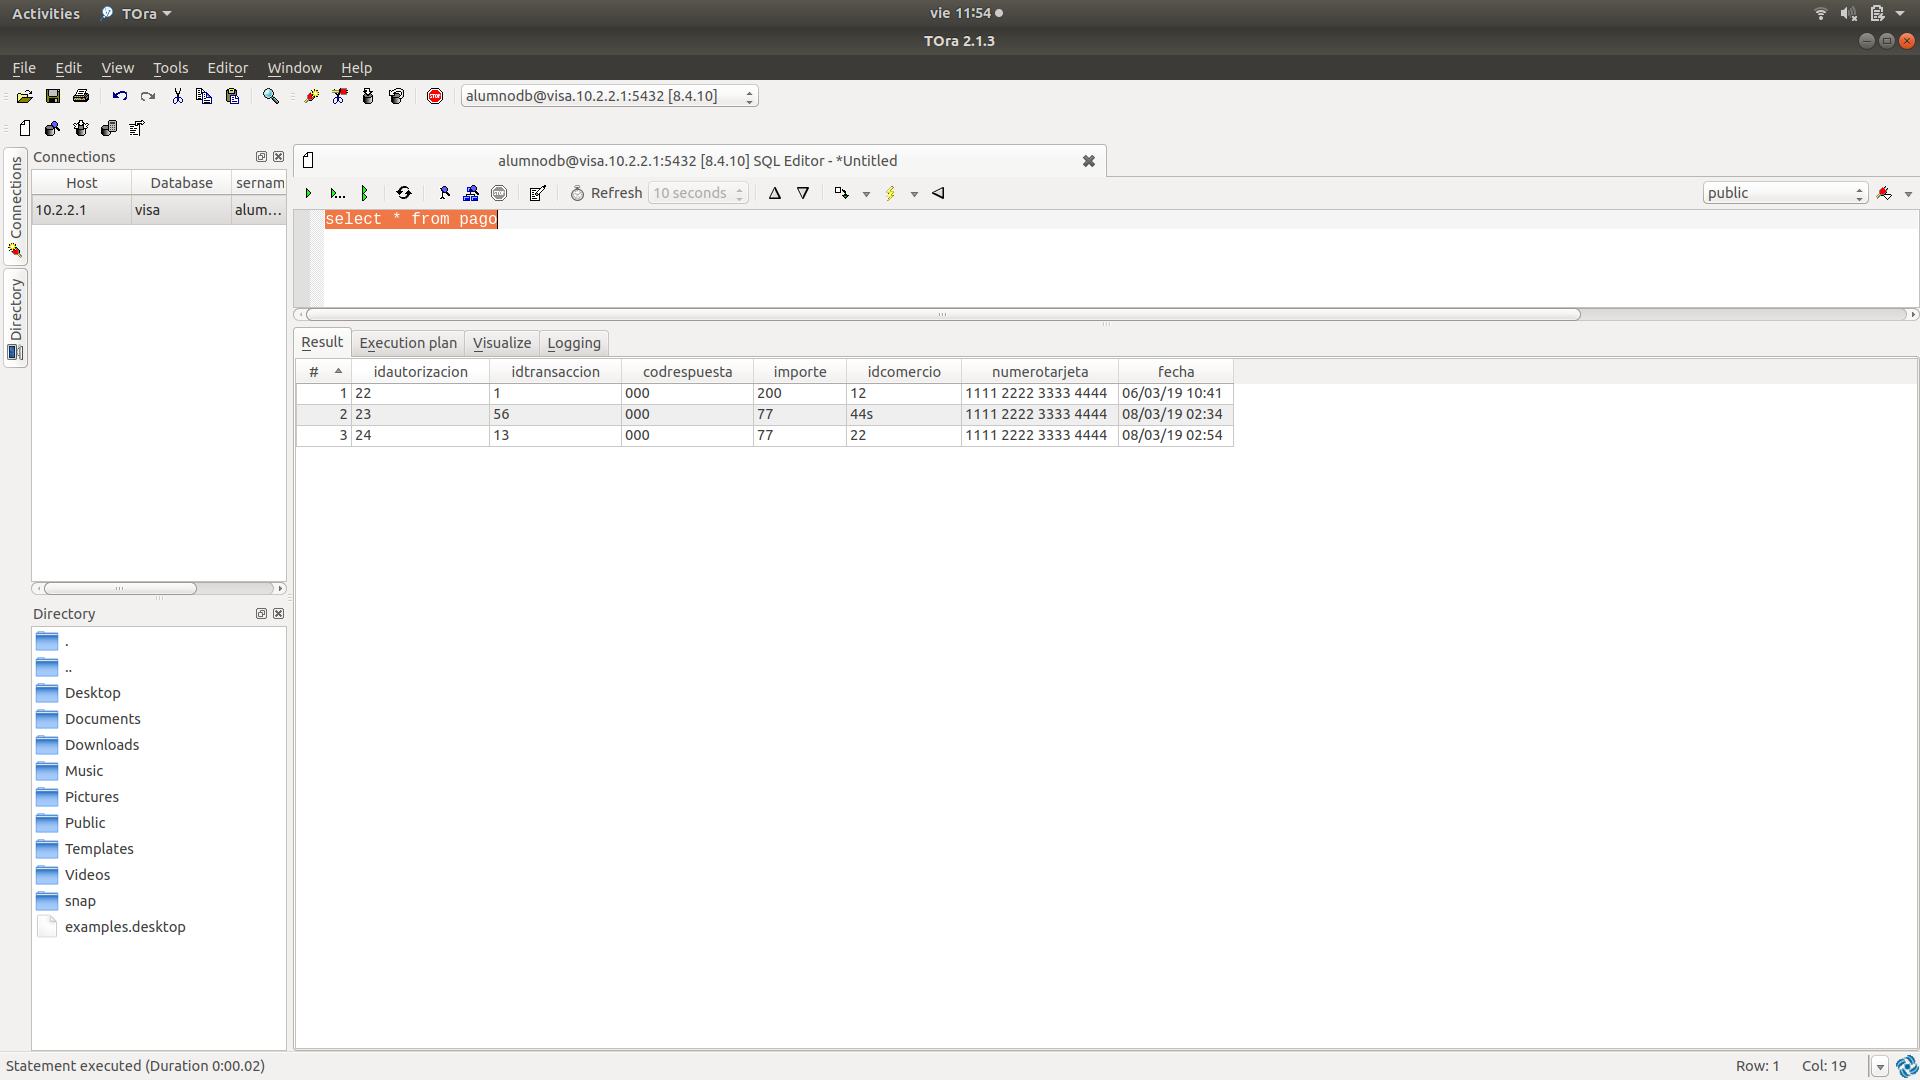 Activities TOra vie 11:54
TOra 2.1.3
File Edit View Tools Editor Window Help
STOP alumnodb@visa.10.2.2.1:5432 [8.4.10]
Connections
Directory
Connections
Host Database sernam
10.2.2.1 visa alum...
alumnodb@visa.10.2.2.1:5432 [8.4.10] SQL Editor - *Untitled
Refresh 10 seconds public
select * from pago
Result Execution plan Visualize Logging
# idautorizacion idtransaccion codrespuesta importe idcomercio numerotarjeta fecha
1 22 1 000 200 12 1111 2222 3333 4444 06/03/19 10:41
2 23 56 000 77 44s 1111 2222 3333 4444 08/03/19 02:34
3 24 13 000 77 22 1111 2222 3333 4444 08/03/19 02:54
Directory
.
..
Desktop
Documents
Downloads
Music
Pictures
Public
Templates
Videos
snap
examples.desktop
Statement executed (Duration 0:00.02) Row: 1 Col: 19